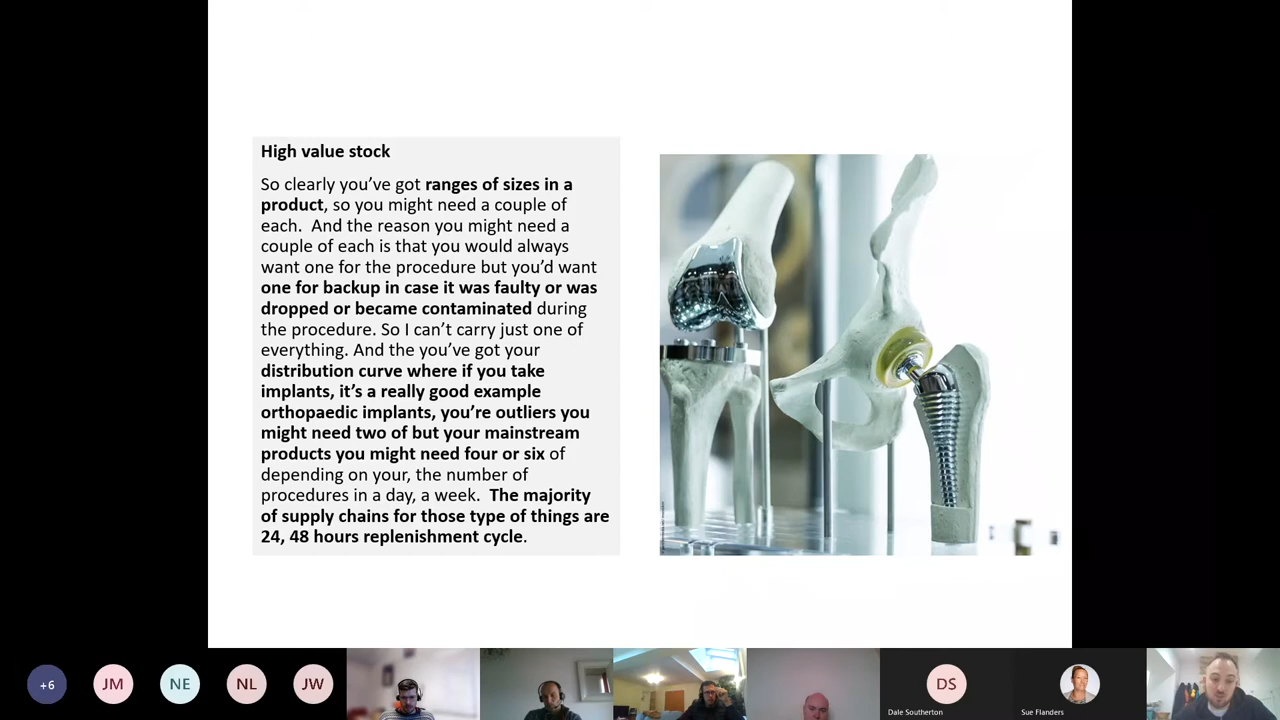 High value stock
So clearly you’ve got ranges of sizes in a
product, so you might need a couple of
each.  And the reason you might need a
couple of each is that you would always
want one for the procedure but you’d want
one for backup in case it was faulty or was
dropped or became contaminated during
the procedure. So I can’t carry just one of
everything. And the you’ve got your
distribution curve where if you take
implants, it’s a really good example
orthopaedic implants, you’re outliers you
might need two of but your mainstream
products you might need four or six of
depending on your, the number of
procedures in a day, a week.  The majority
of supply chains for those type of things are
24, 48 hours replenishment cycle.
+6
JM
NE
NL
JW
DS
Dale Southerton
Sue Flanders